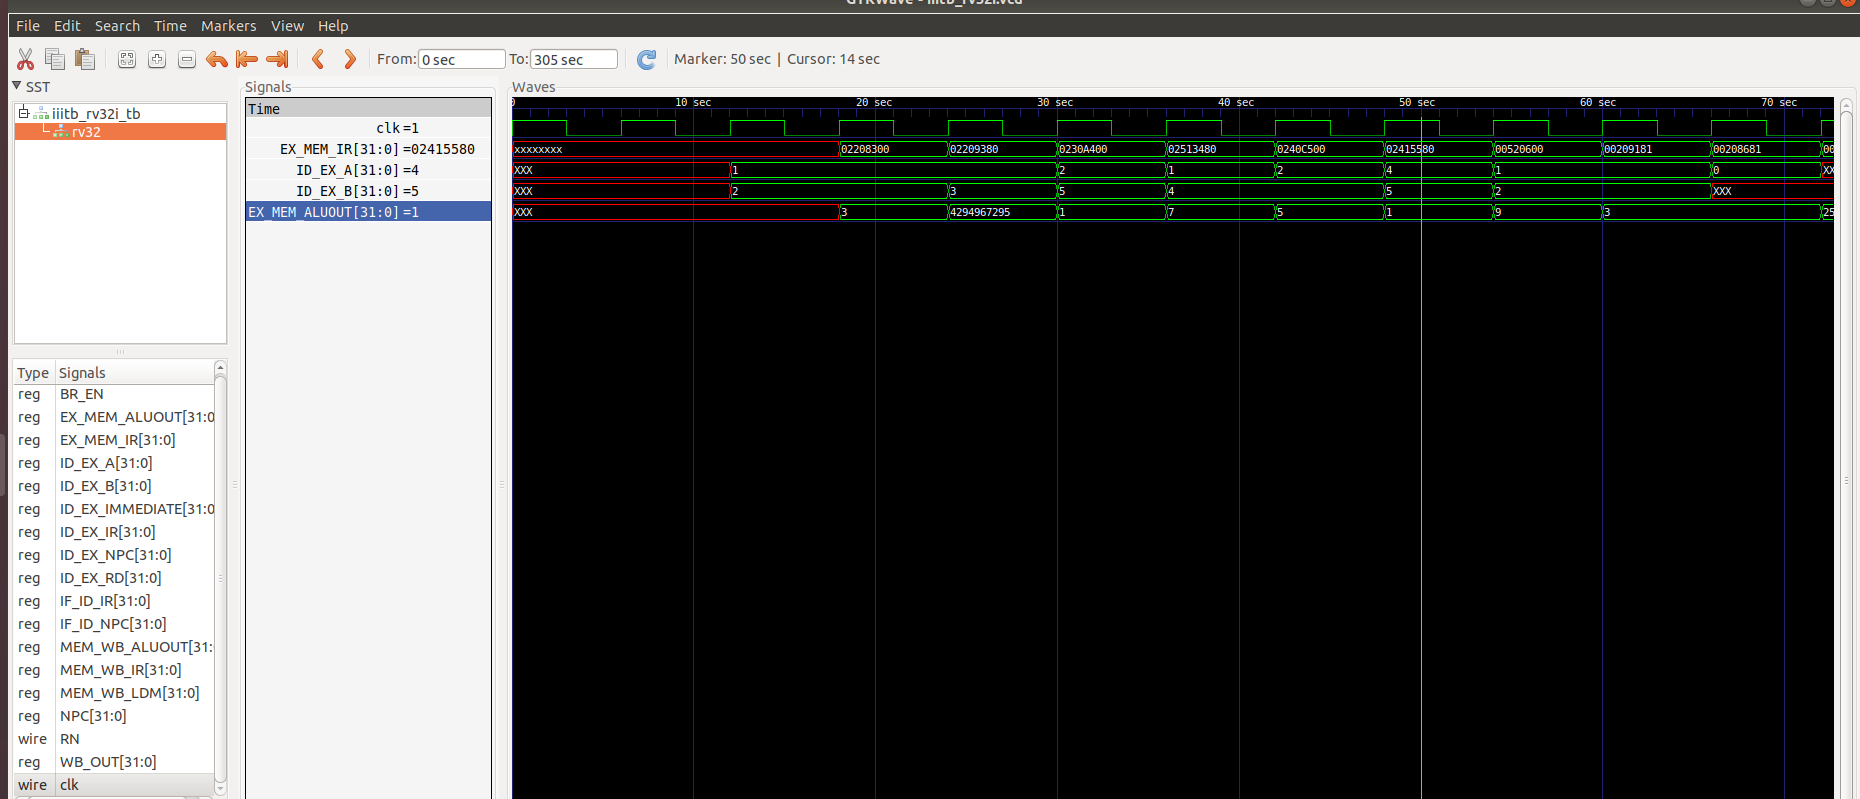 GTKWave - iiitb_rv32i.vcd
File Edit Search Time Markers View Help
From: 0 sec To: 305 sec Marker: 50 sec | Cursor: 14 sec
SST
iiitb_rv32i_tb
rv32
Type Signals
reg BR_EN
reg EX_MEM_ALUOUT[31:0
reg EX_MEM_IR[31:0]
reg ID_EX_A[31:0]
reg ID_EX_B[31:0]
reg ID_EX_IMMEDIATE[31:0
reg ID_EX_IR[31:0]
reg ID_EX_NPC[31:0]
reg ID_EX_RD[31:0]
reg IF_ID_IR[31:0]
reg IF_ID_NPC[31:0]
reg MEM_WB_ALUOUT[31:
reg MEM_WB_IR[31:0]
reg MEM_WB_LDM[31:0]
reg NPC[31:0]
wire RN
reg WB_OUT[31:0]
wire clk
Signals
Time
clk =1
EX_MEM_IR[31:0] =02415580
ID_EX_A[31:0] =4
ID_EX_B[31:0] =5
EX_MEM_ALUOUT[31:0] =1
Waves
0 10 sec 20 sec 30 sec 40 sec 50 sec 60 sec 70 sec
xxxxxxxx 02208300 02209380 0230A400 02513480 0240C500 02415580 00520600 00209181 00208681 00
XXX 1 2 1 2 4 1 0 XX
XXX 2 3 5 4 5 2 XXX
XXX 3 4294967295 1 7 5 1 9 3 25